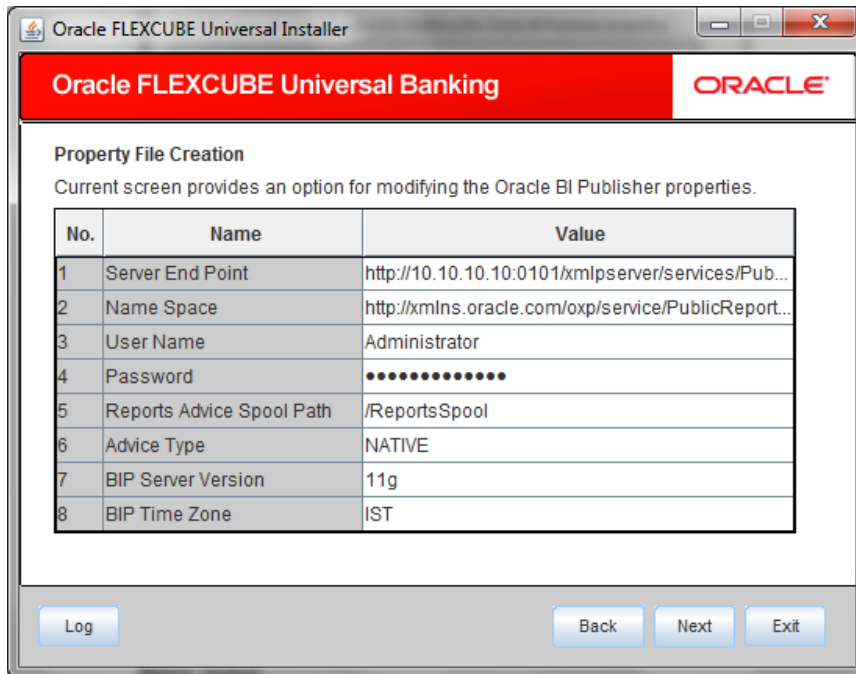 Oracle FLEXCUBE Universal Installer
Oracle FLEXCUBE Universal Banking
ORACLE
Property File Creation
Current screen provides an option for modifying the Oracle BI Publisher properties.
No. Name Value
1 Server End Point http://10.10.10.10:0101/xmlpserver/services/Pub...
2 Name Space http://xmlns.oracle.com/oxp/service/PublicReport...
3 User Name Administrator
4 Password ●●●●●●●●●●●●●
5 Reports Advice Spool Path /ReportsSpool
6 Advice Type NATIVE
7 BIP Server Version 11g
8 BIP Time Zone IST
Log Back Next Exit